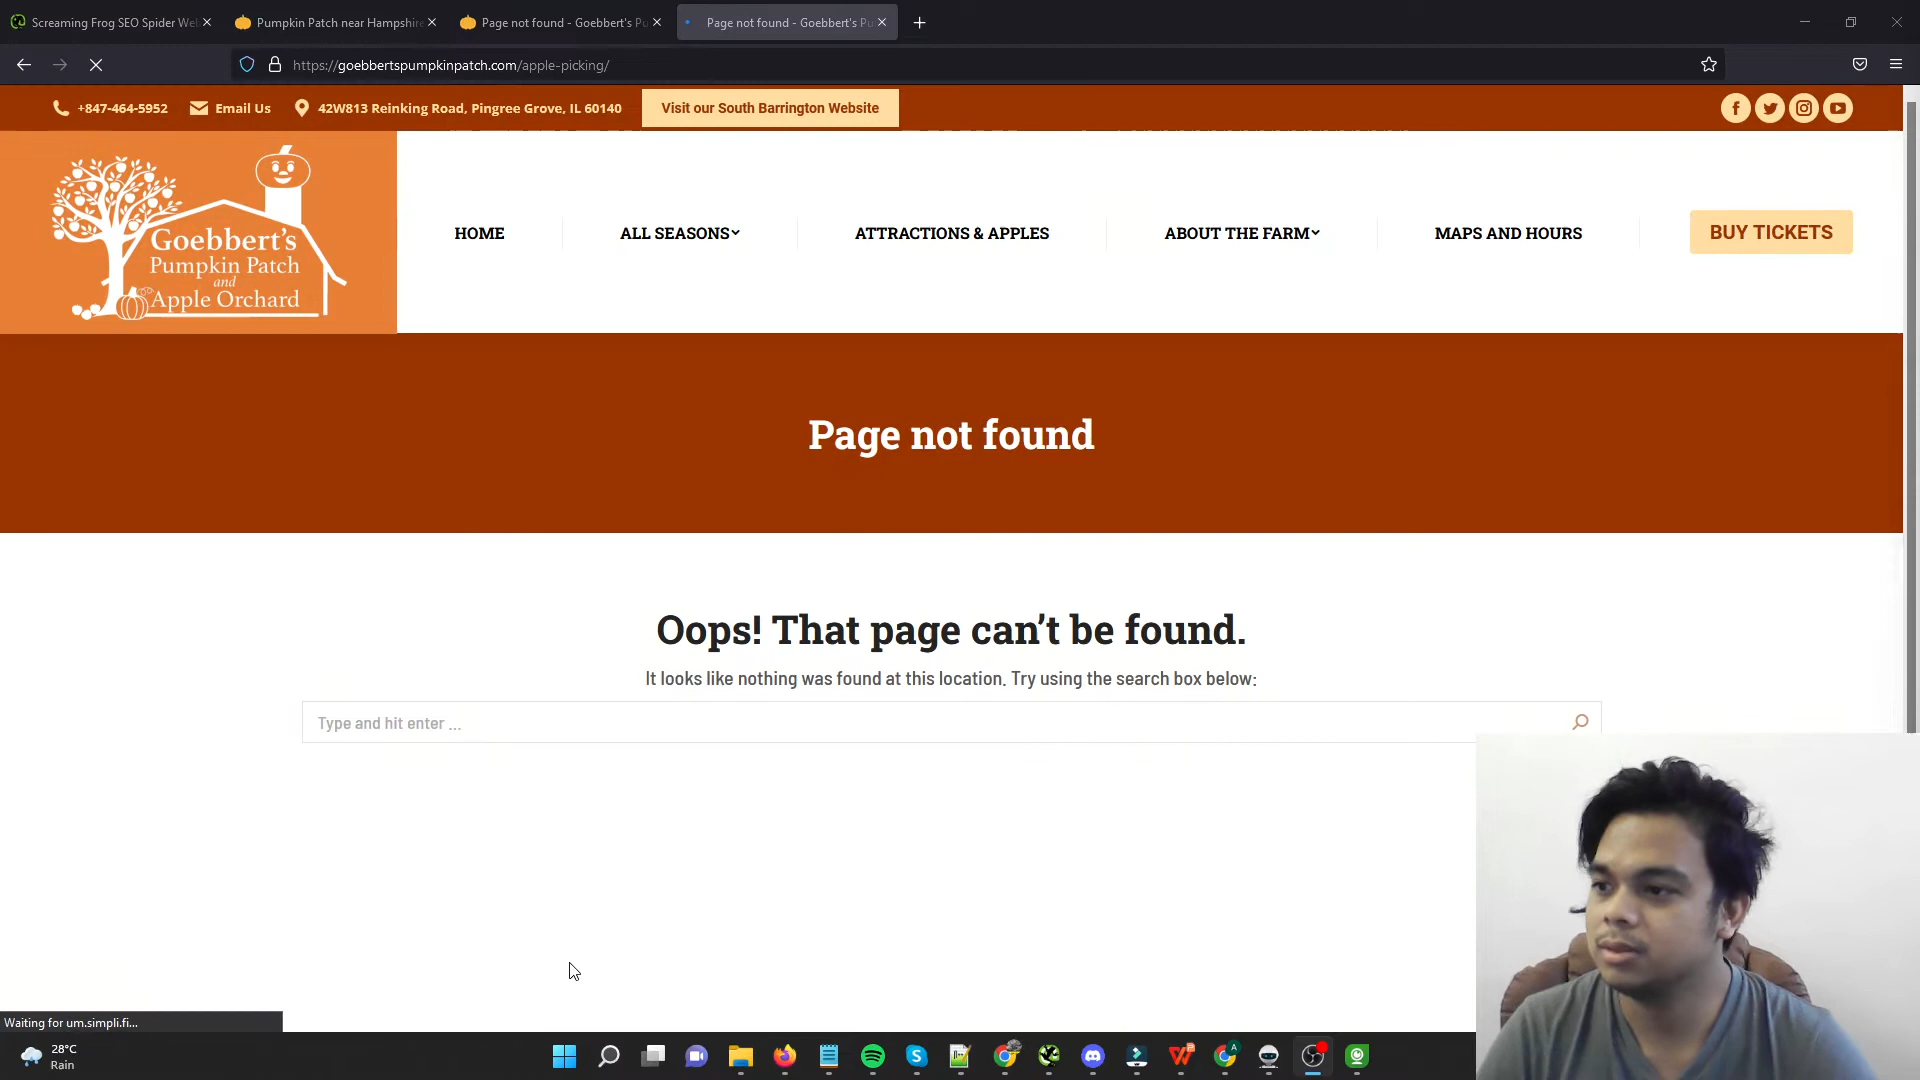 Screaming Frog SEO Spider Web
Pumpkin Patch near Hampshire
Page not found - Goebbert's Pu
Page not found - Goebbert's Pu
https://goebbertspumpkinpatch.com/apple-picking/
+847-464-5952
Email Us
42W813 Reinking Road, Pingree Grove, IL 60140
Visit our South Barrington Website
Goebbert's
Pumpkin Patch
and
Apple Orchard
HOME
ALL SEASONS
ATTRACTIONS & APPLES
ABOUT THE FARM
MAPS AND HOURS
BUY TICKETS
Page not found
Oops! That page can’t be found.
It looks like nothing was found at this location. Try using the search box below:
Type and hit enter …
Waiting for um.simpli.fi...
28°C
Rain